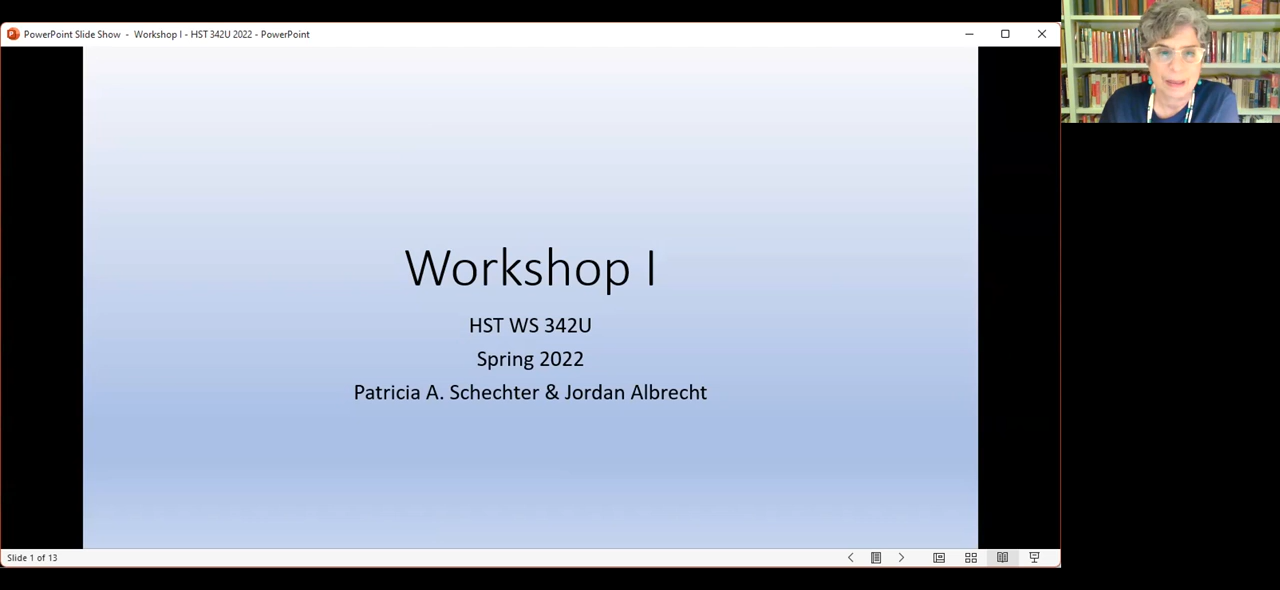 PowerPoint Slide Show - Workshop I - HST 342U 2022 - PowerPoint
Workshop I
HST WS 342U
Spring 2022
Patricia A. Schechter & Jordan Albrecht
Slide 1 of 13